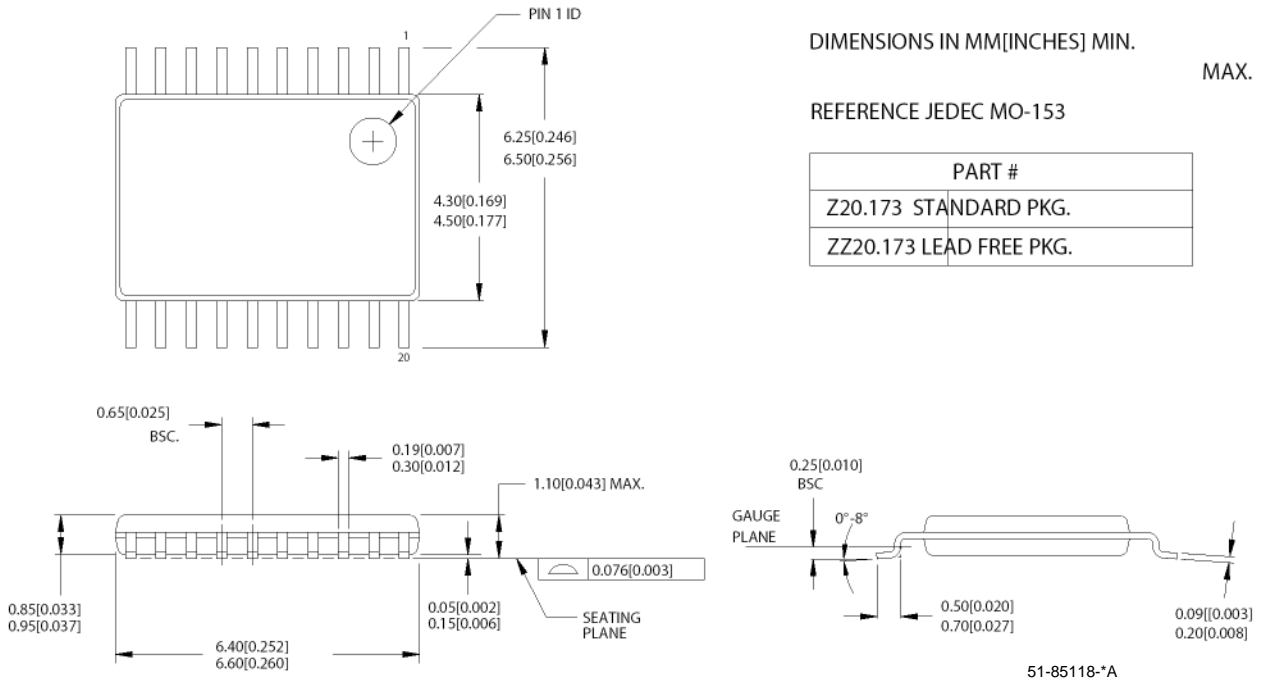 PIN 1 ID
1
6.25[0.246]
6.50[0.256]
4.30[0.169]
4.50[0.177]
20
DIMENSIONS IN MM[INCHES] MIN.
MAX.
REFERENCE JEDEC MO-153
PART #
Z20.173 STANDARD PKG.
ZZ20.173 LEAD FREE PKG.
0.65[0.025]
BSC.
0.19[0.007]
0.30[0.012]
1.10[0.043] MAX.
0.076[0.003]
0.85[0.033]
0.95[0.037]
0.05[0.002]
0.15[0.006]
SEATING
PLANE
6.40[0.252]
6.60[0.260]
0.25[0.010]
BSC
GAUGE
PLANE
0°-8°
0.50[0.020]
0.70[0.027]
0.09[[0.003]
0.20[0.008]
51-85118-*A